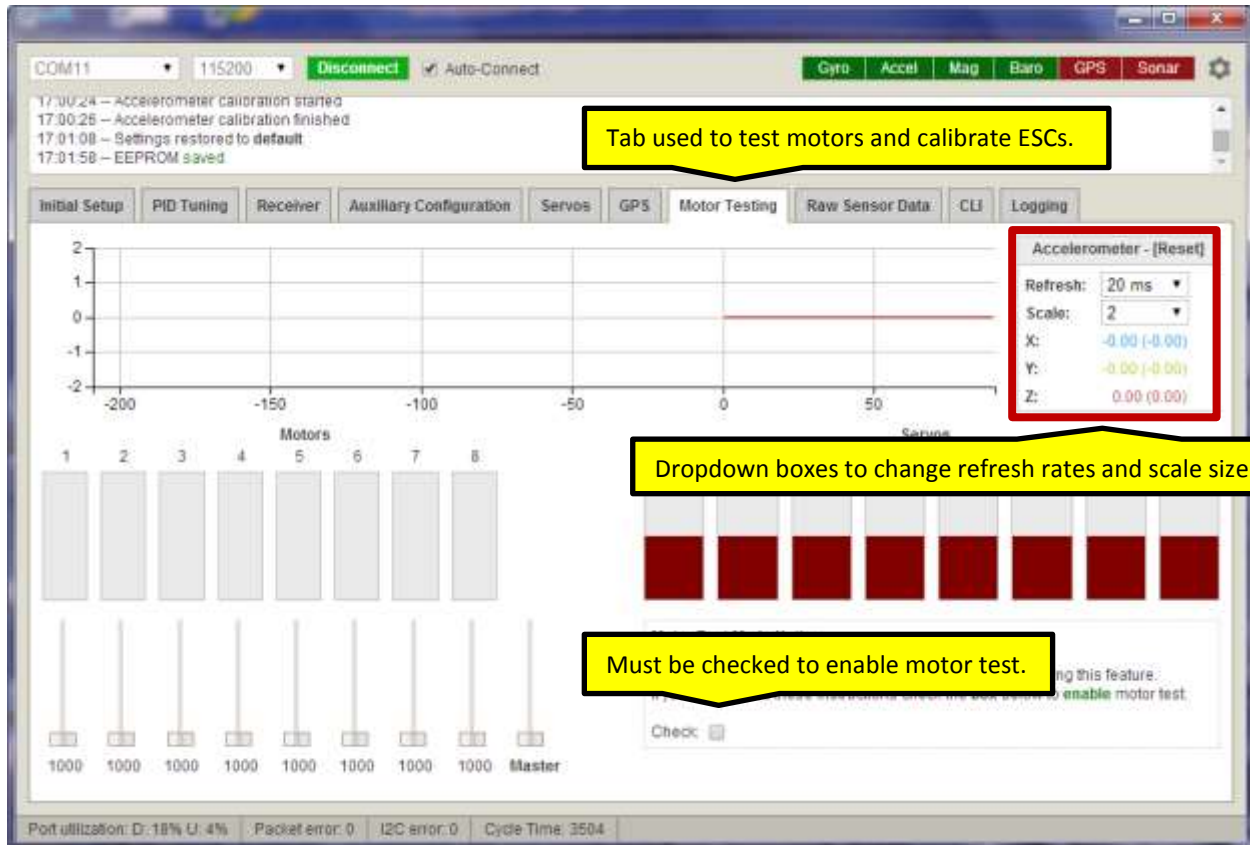 COM11 115200 Disconnect Auto-Connect Gyro Accel Mag Baro GPS Sonar
17:00:24 -- Accelerometer calibration started
17:00:26 -- Accelerometer calibration finished
17:01:08 -- Settings restored to default
17:01:58 -- EEPROM saved
Tab used to test motors and calibrate ESCs.
Initial Setup PID Tuning Receiver Auxiliary Configuration Servos GPS Motor Testing Raw Sensor Data CLI Logging
Accelerometer - [Reset]
Refresh: 20 ms
Scale: 2
X: -0.00 (-0.00)
Y: -0.00 (-0.00)
Z: 0.00 (0.00)
2
1
0
-1
-2
-200 -150 -100 -50 0 50
Motors
Servos
1 2 3 4 5 6 7 8
Dropdown boxes to change refresh rates and scale size
Must be checked to enable motor test.
this feature.
enable motor test.
Check:
1000 1000 1000 1000 1000 1000 1000 1000 Master
Port utilization: D: 18% U: 4% Packet error: 0 I2C error: 0 Cycle Time: 3504